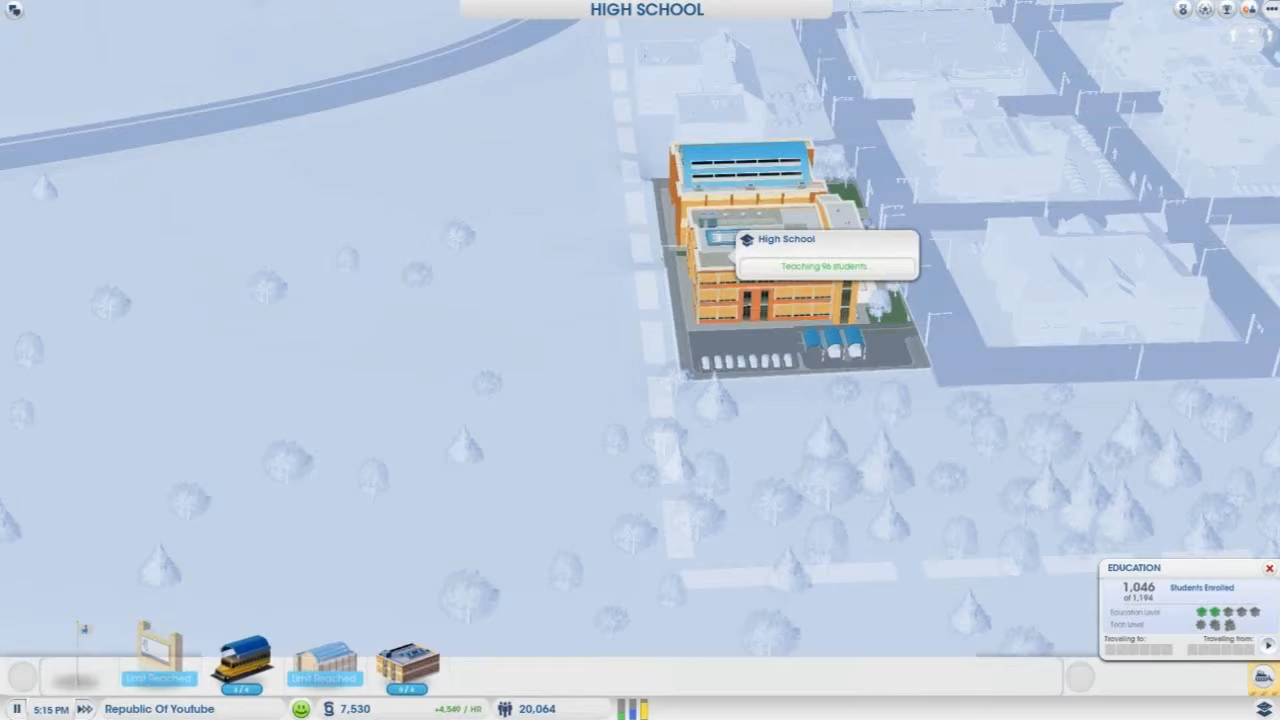 HIGH SCHOOL
High School
Teaching 96 students
EDUCATION
1,046
of 1,194
Students Enrolled
Education Level
Tech Level
Traveling to:
Traveling from:
Limit Reached
Limit Reached
5:15 PM
Republic Of Youtube
7,530
+4,549 / HR
20,064